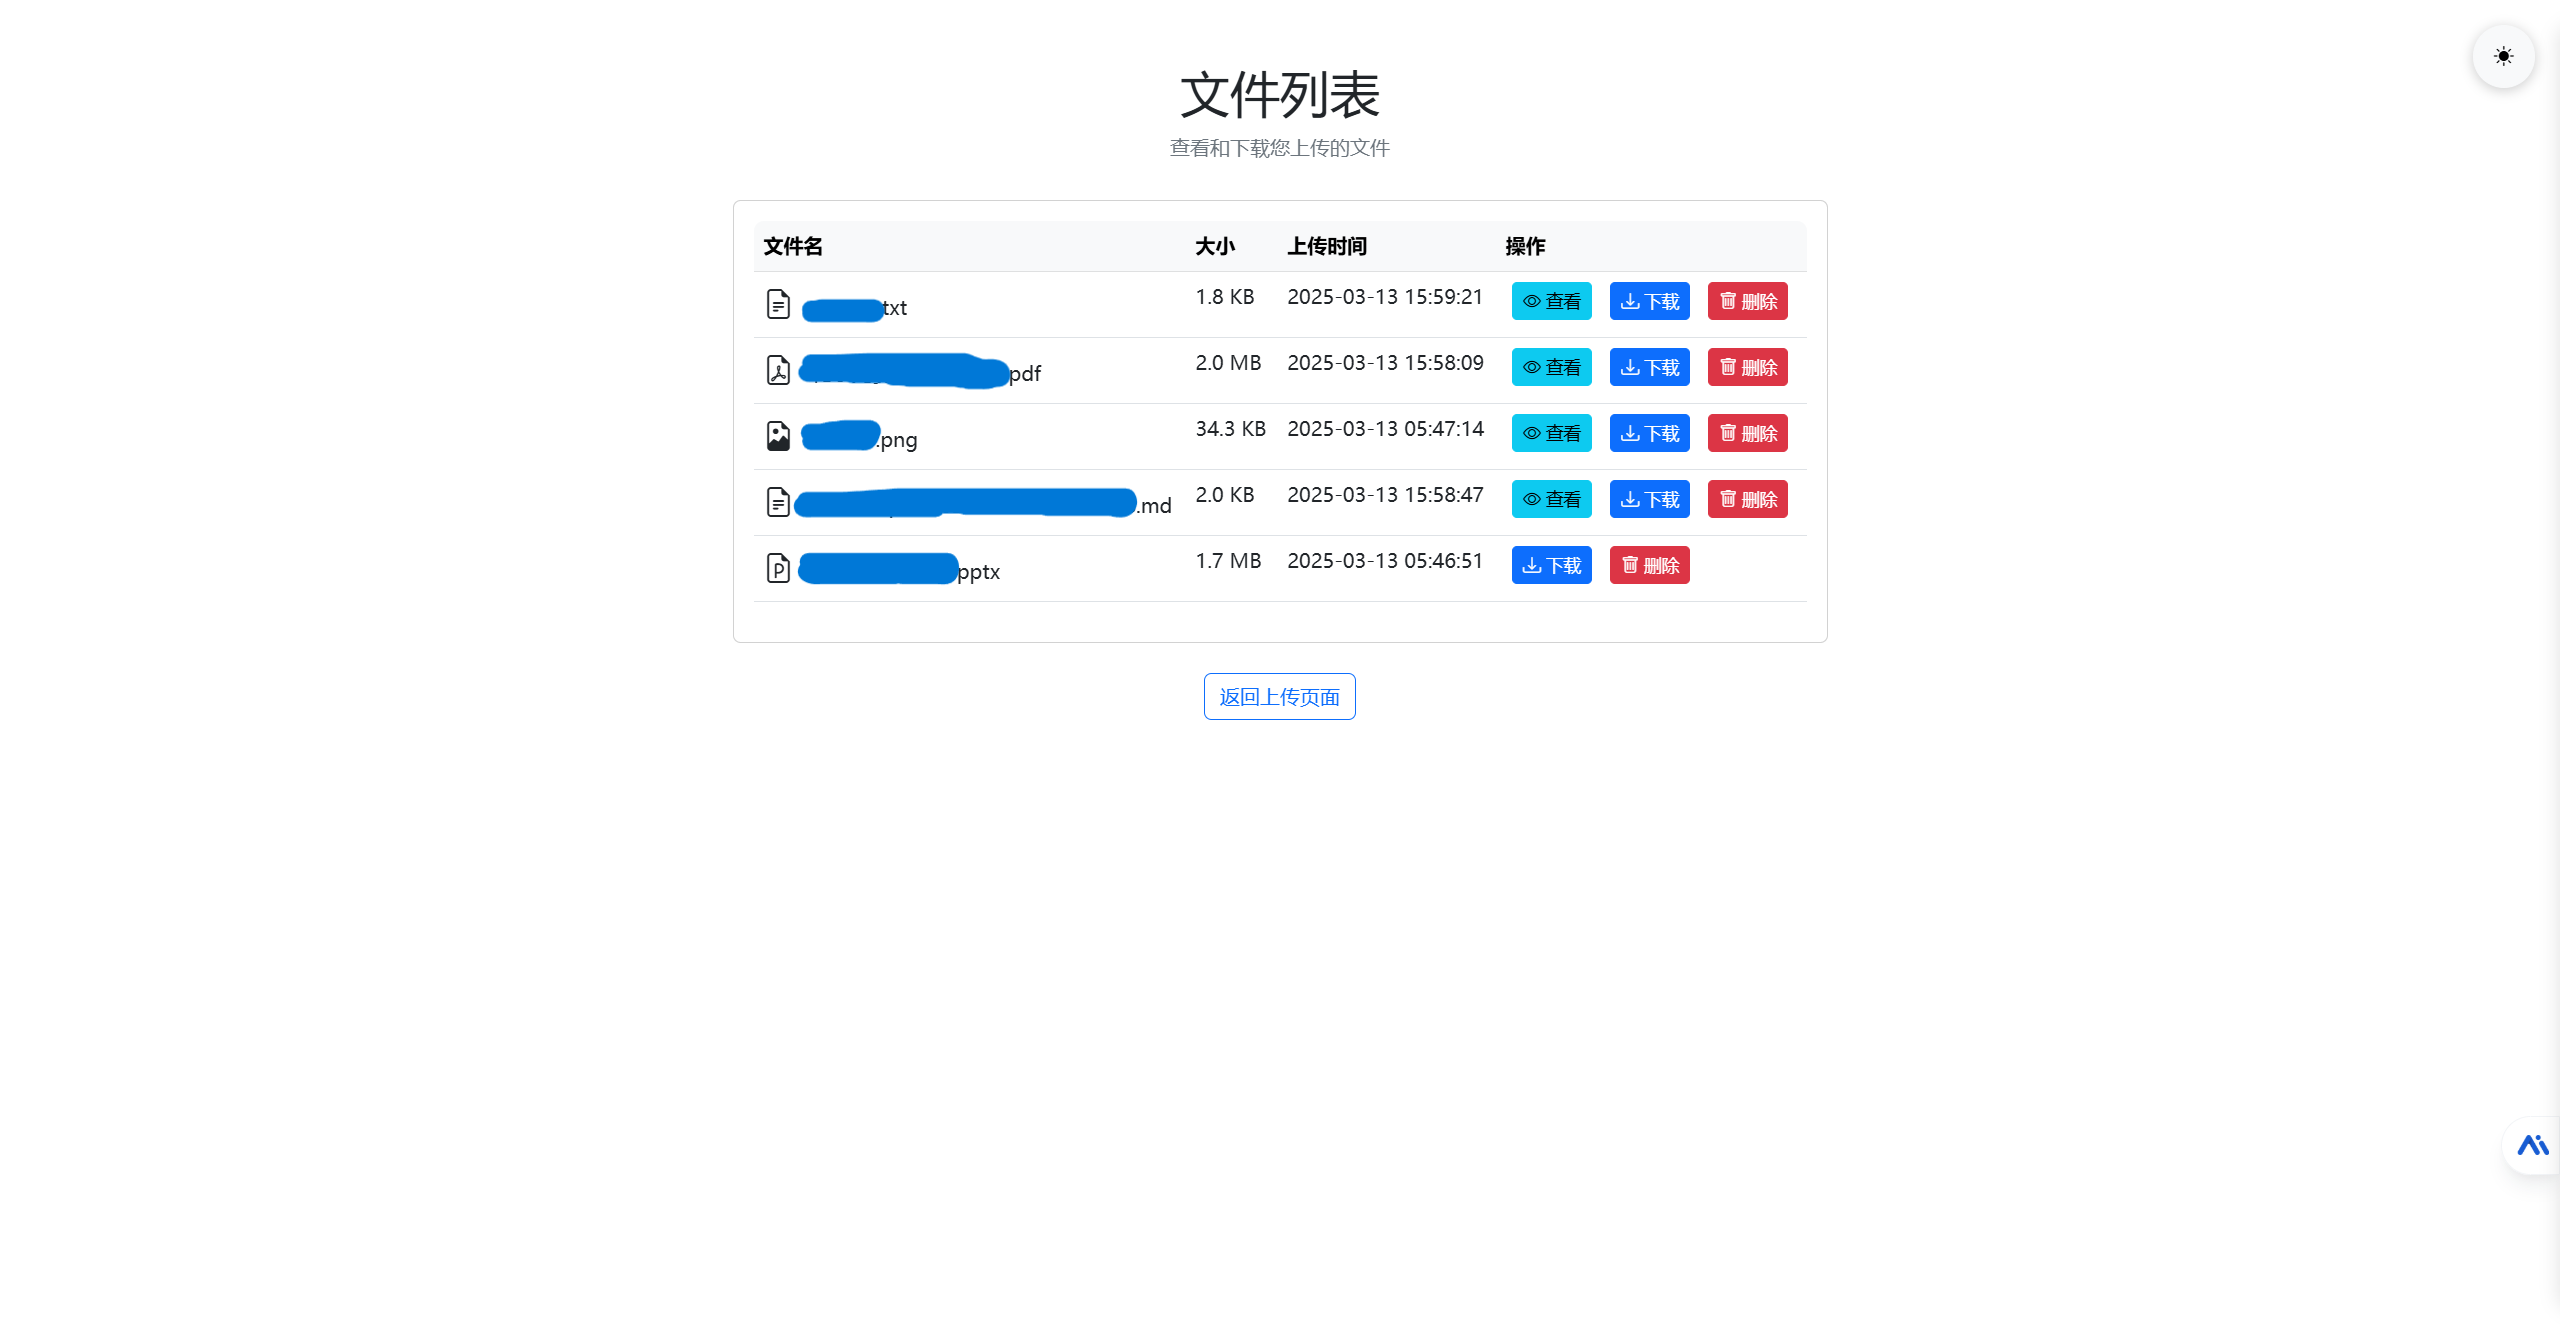 文件列表
查看和下载您上传的文件
文件名 大小 上传时间 操作
txt 1.8 KB 2025-03-13 15:59:21 查看 下载 删除
pdf 2.0 MB 2025-03-13 15:58:09 查看 下载 删除
.png 34.3 KB 2025-03-13 05:47:14 查看 下载 删除
.md 2.0 KB 2025-03-13 15:58:47 查看 下载 删除
pptx 1.7 MB 2025-03-13 05:46:51 下载 删除
返回上传页面